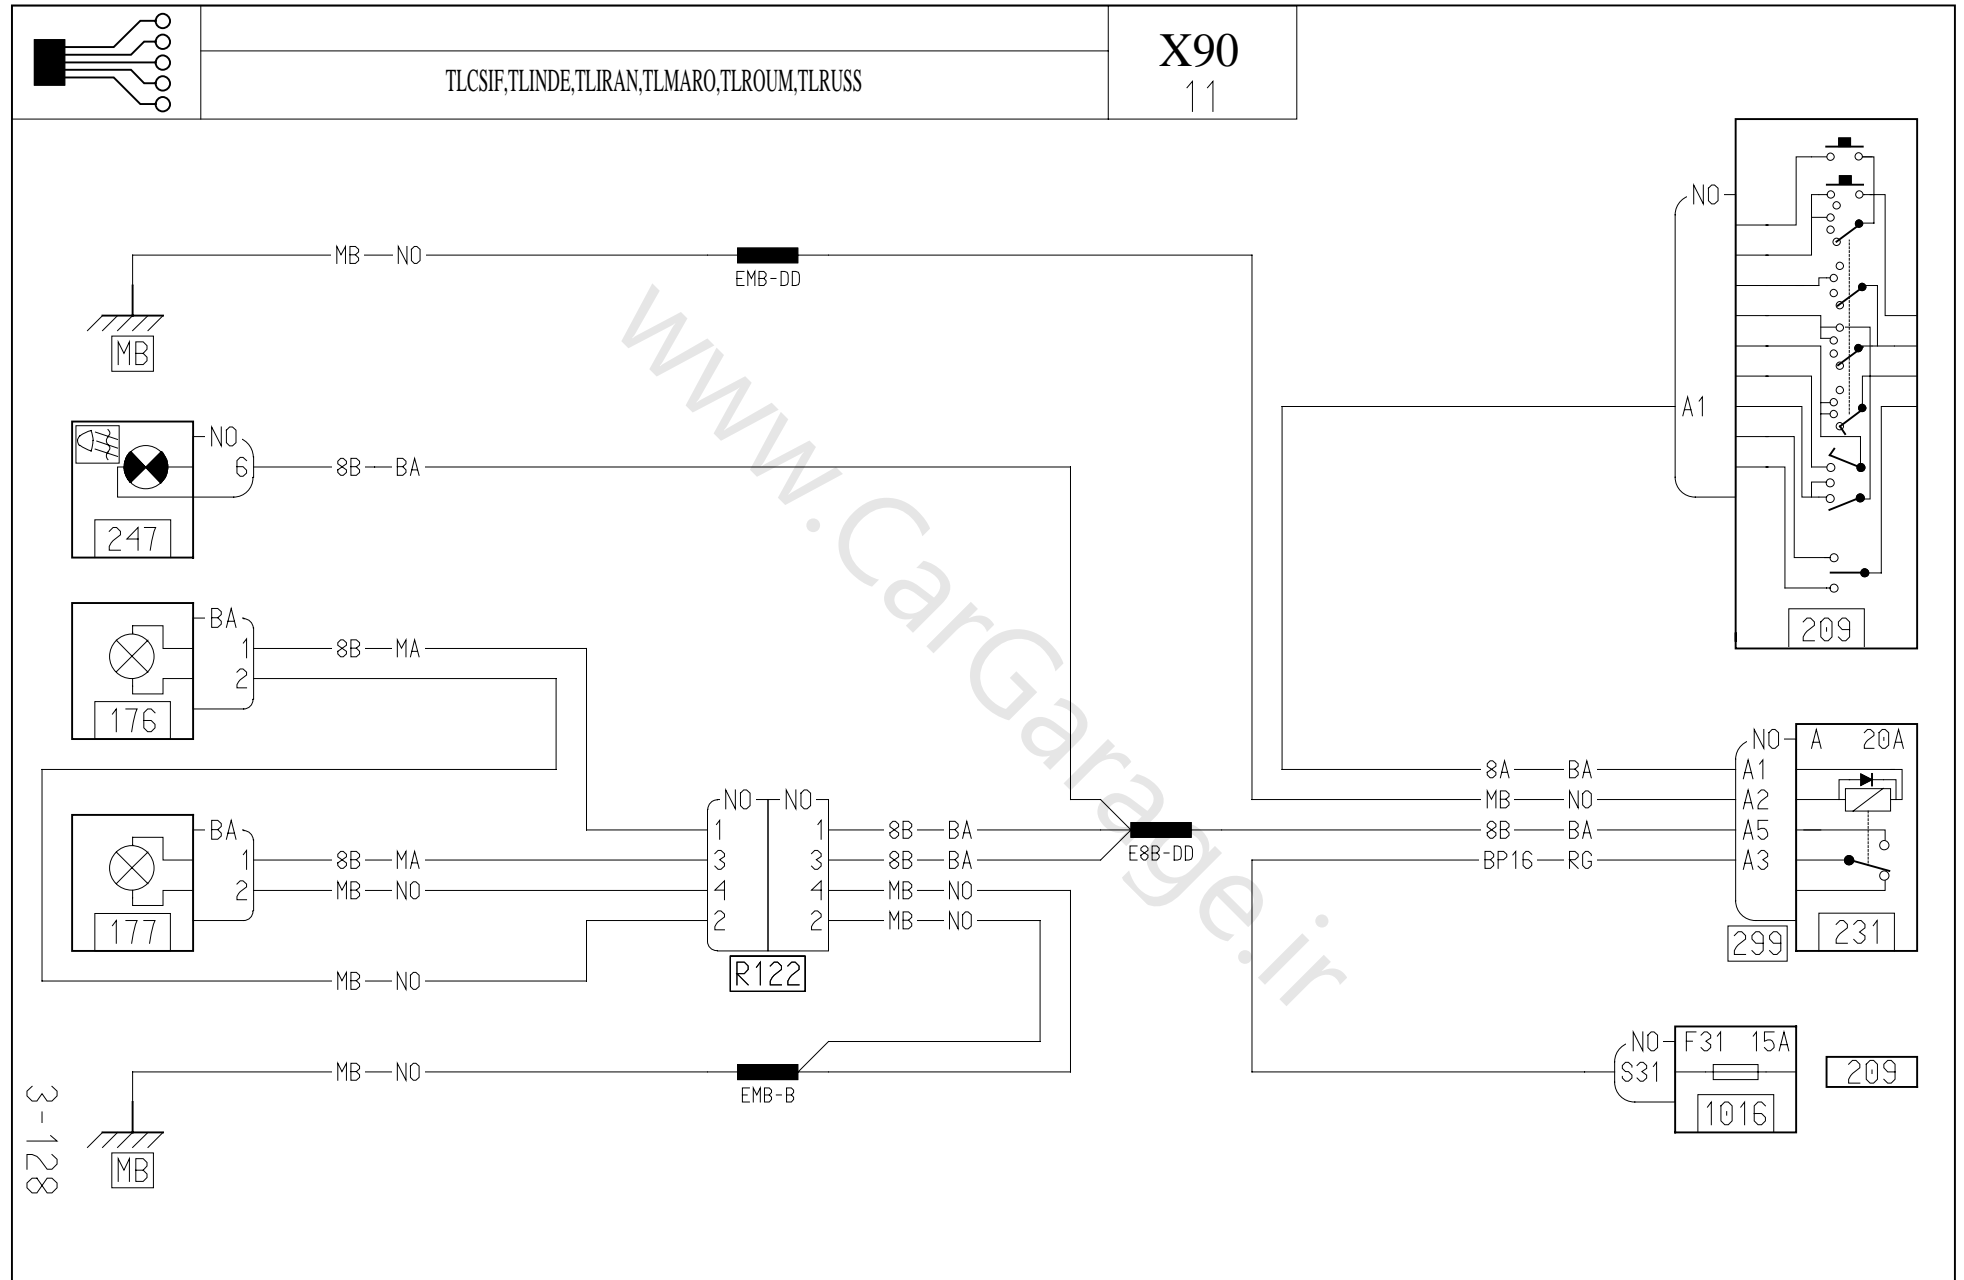 TLCSIF,TLINDE,TLIRAN,TLMARO,TLROUM,TLRUSS
X90
11
NO
MB NO
EMB-DD
MB
A1
NO
6
8B BA
247
209
BA
1
8B MA
2
176
NO A 20A
A1
8A BA
A2
MB NO
A5
8B BA
A3
BP16 RG
231
299
BA
1
8B MA
2
MB NO
177
NO NO
1 1
8B BA
3 3
8B BA
4 4
MB NO
2 2
MB NO
E8B-DD
R122
MB NO
NO F31 15A
S31
1016
209
MB NO
EMB-B
MB
3-128
www.CarGarage.ir